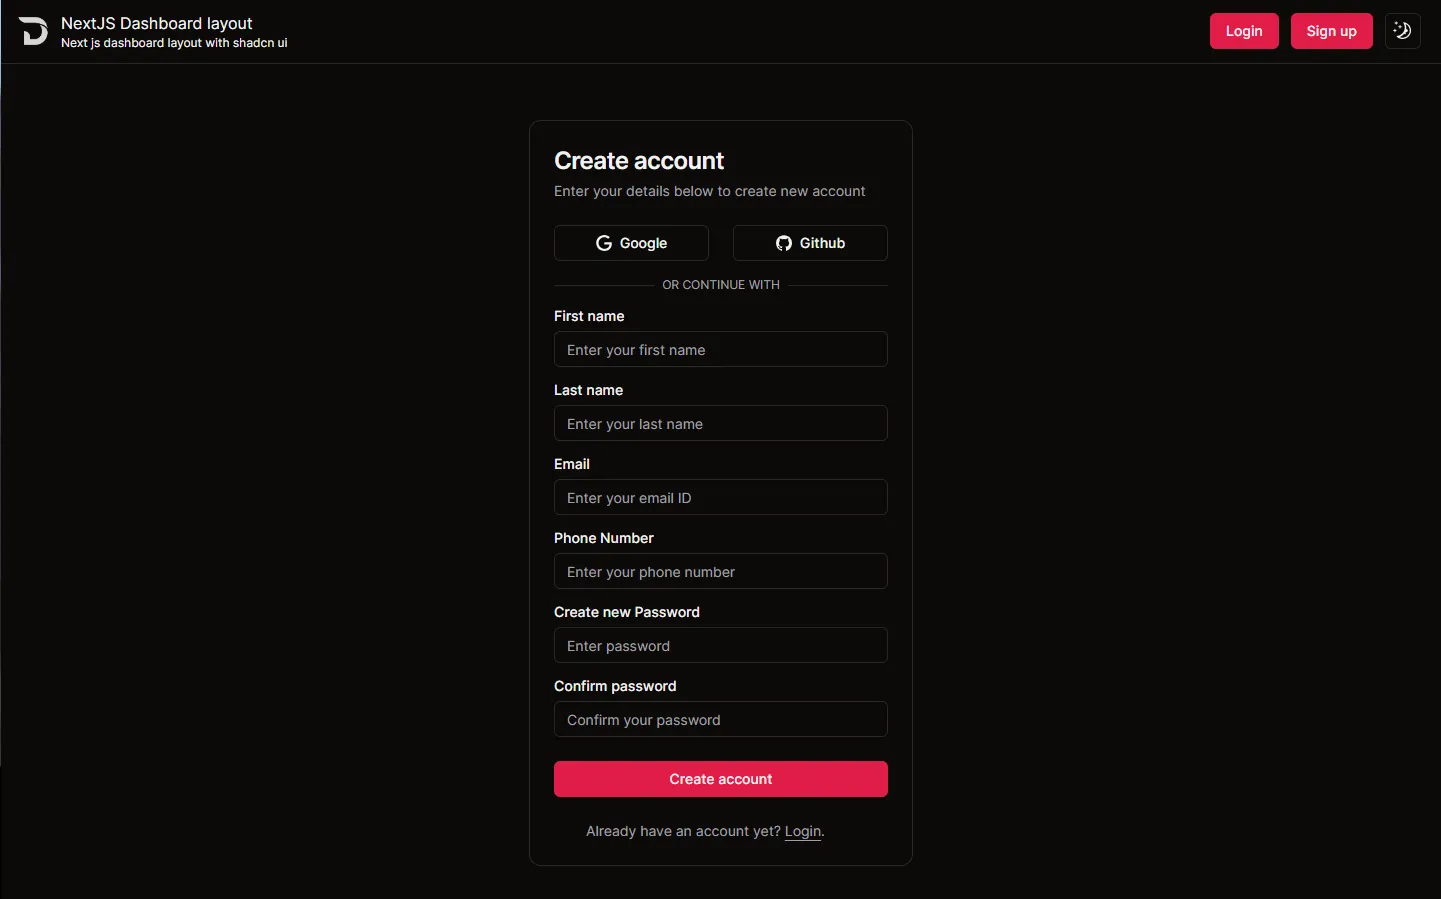 NextJS Dashboard layout
Next js dashboard layout with shadcn ui
Login
Sign up
Create account
Enter your details below to create new account
Google
Github
OR CONTINUE WITH
First name
Enter your first name
Last name
Enter your last name
Email
Enter your email ID
Phone Number
Enter your phone number
Create new Password
Enter password
Confirm password
Confirm your password
Create account
Already have an account yet? Login.